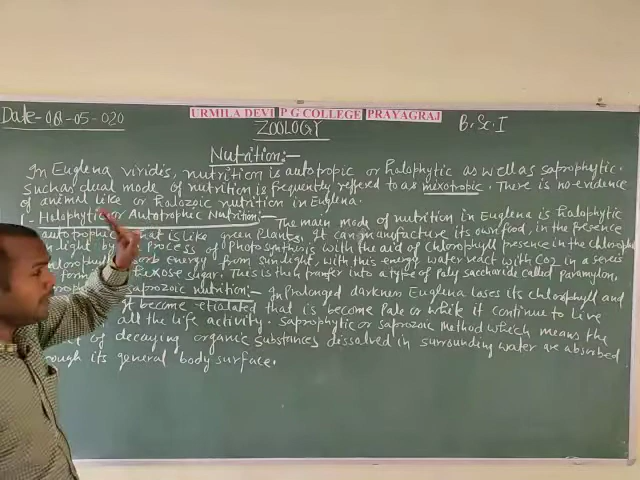 Date-08-05-020
URMILA DEVI P G COLLEGE PRAYAGRAJ
B.Sc.I
ZOOLOGY
Nutrition:-
In Euglena viridis, nutrition is autotropic or holophytic as well as saprophytic.
Such as dual mode of nutrition is frequently reffered to as mixotropic. There is no evidence
of animal like or Holozoic nutrition in Euglena.
1- Holophytic or Autotrophic Nutrition:- The main mode of nutrition in Euglena is holophytic
autotrophic that is like green plants, It can manufacture its own food, in the presence
light by process of photosynthesis with the aid of chlorophyll presence in the chloroph
energy from sunlight, with this energy water react with CO2 in a series
form hexose sugar. This is then tranfer into a type of poly saccharide called paramylon.
saprozoic nutrition:- In prolonged darkness Euglena loses its chlorophyll and
It become etiolated that is become pale or white it continue to live
all the life activity. Saprophytic or saprozoic Method which means the
of decaying organic substances dissolved in surrounding water are absorbed
its general body surface.